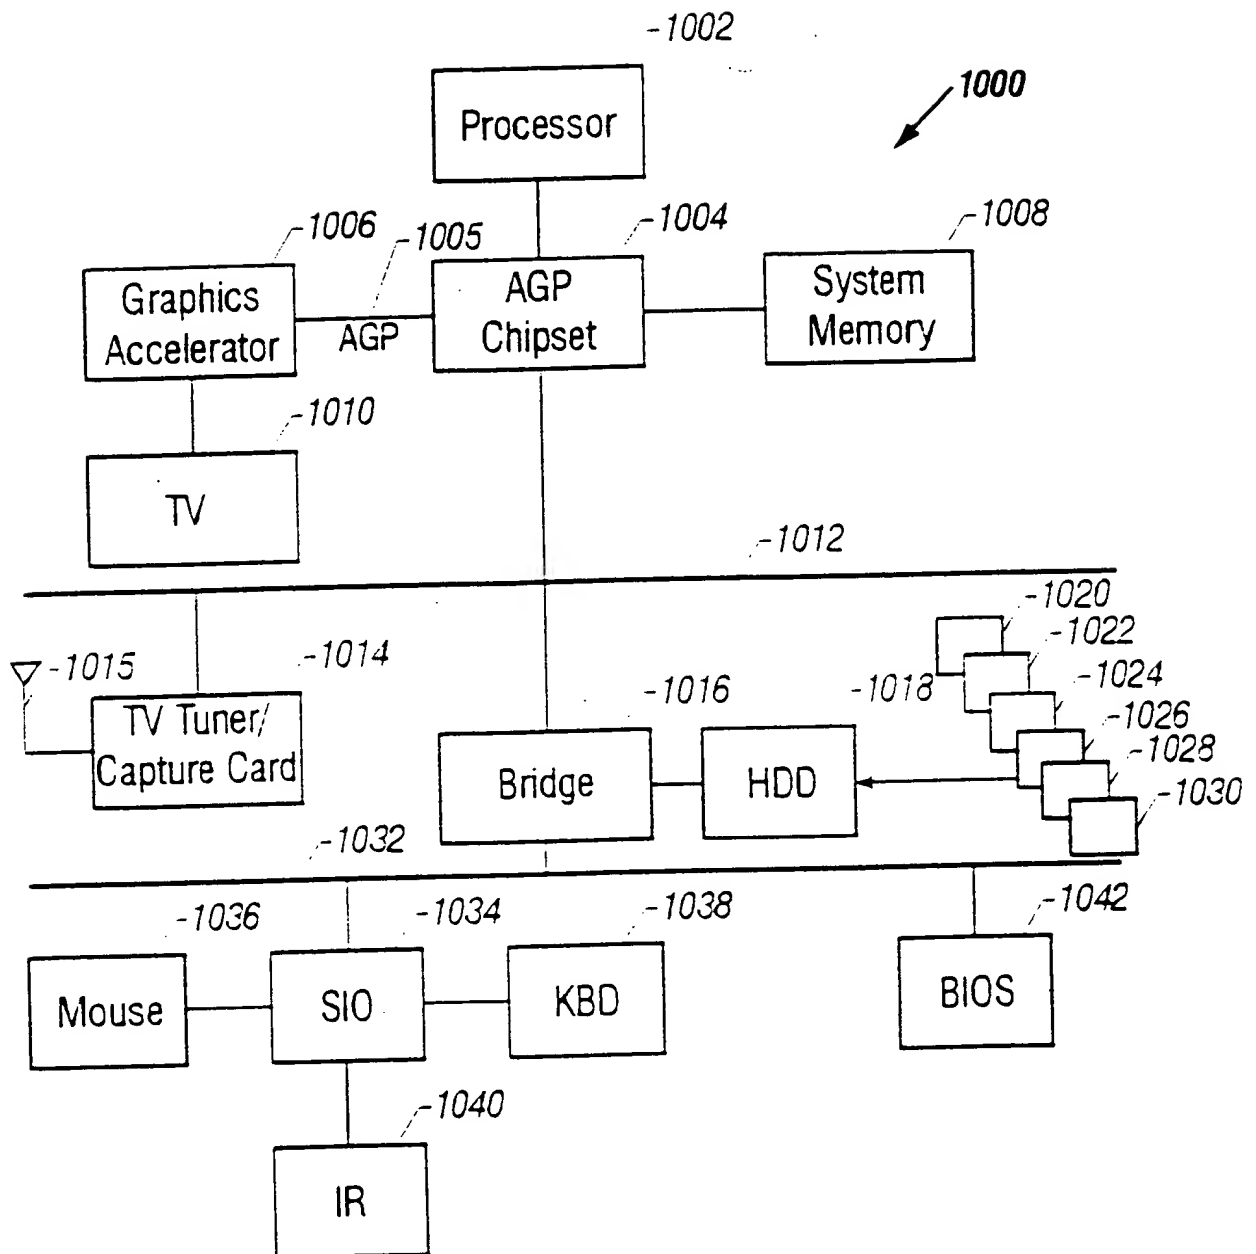 -1002
1000
Processor
-1006
-1005
-1004
-1008
Graphics
Accelerator
AGP
AGP
Chipset
System
Memory
-1010
TV
-1012
-1015
-1014
TV Tuner/
Capture Card
-1016
Bridge
-1018
HDD
-1020
-1022
-1024
-1026
-1028
-1030
-1032
-1036
Mouse
-1034
SIO
-1038
KBD
-1042
BIOS
-1040
IR